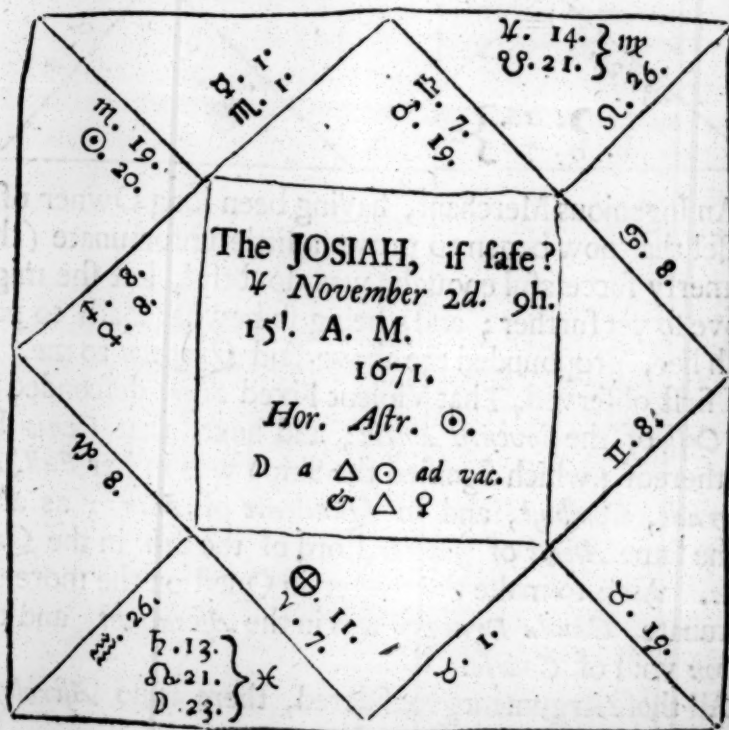 ♃. 14. } ♍
☋. 21. }
☿. 1.
♏. 1.
♎. 7.
♂. 19.
♌. 26.
♏. 19.
☉. 20.
♋. 8.
♐. 8.
♀. 8.
The JOSIAH, if safe?
♃ November 2d. 9h.
15ᴵ. A. M.
1671.
Hor. Astr. ☉.
☽ a △ ☉ ad vac.
& △ ♀
♊. 8.
♑. 8.
♒. 26.
♄. 13. }
☊ 21. } ♓
☽ 23. }
⊗. 11.
♈ 7.
♉. 1.
♉. 19.